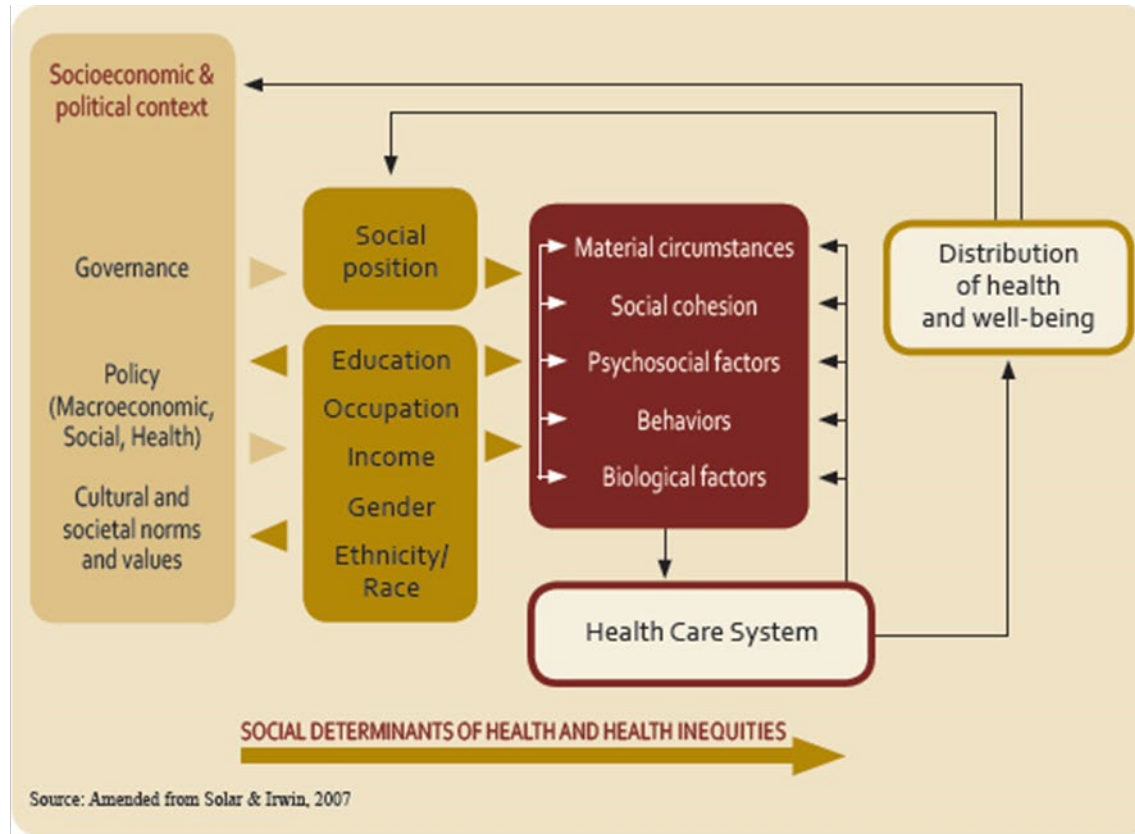 Socioeconomic &
political context
Governance
Policy
(Macroeconomic,
Social, Health)
Cultural and
societal norms
and values
Social
position
Education
Occupation
Income
Gender
Ethnicity/
Race
Material circumstances
Social cohesion
Psychosocial factors
Behaviors
Biological factors
Distribution
of health
and well-being
Health Care System
SOCIAL DETERMINANTS OF HEALTH AND HEALTH INEQUITIES
Source: Amended from Solar & Irwin, 2007